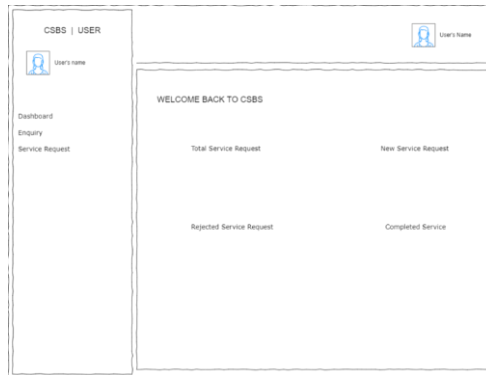 CSBS | USER
User's name
Dashboard
Enquiry
Service Request
User's Name
WELCOME BACK TO CSBS
Total Service Request
New Service Request
Rejected Service Request
Completed Service